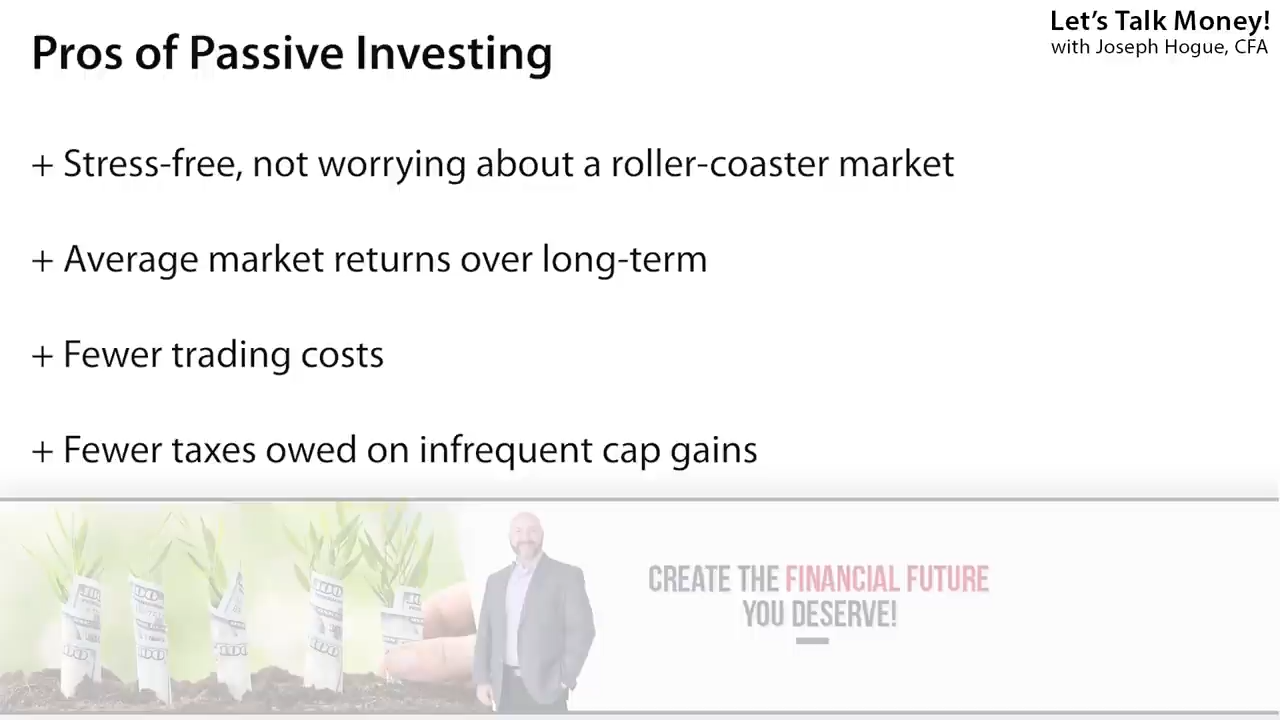 Let's Talk Money!
with Joseph Hogue, CFA
Pros of Passive Investing
+ Stress-free, not worrying about a roller-coaster market
+ Average market returns over long-term
+ Fewer trading costs
+ Fewer taxes owed on infrequent cap gains
CREATE THE FINANCIAL FUTURE
YOU DESERVE!